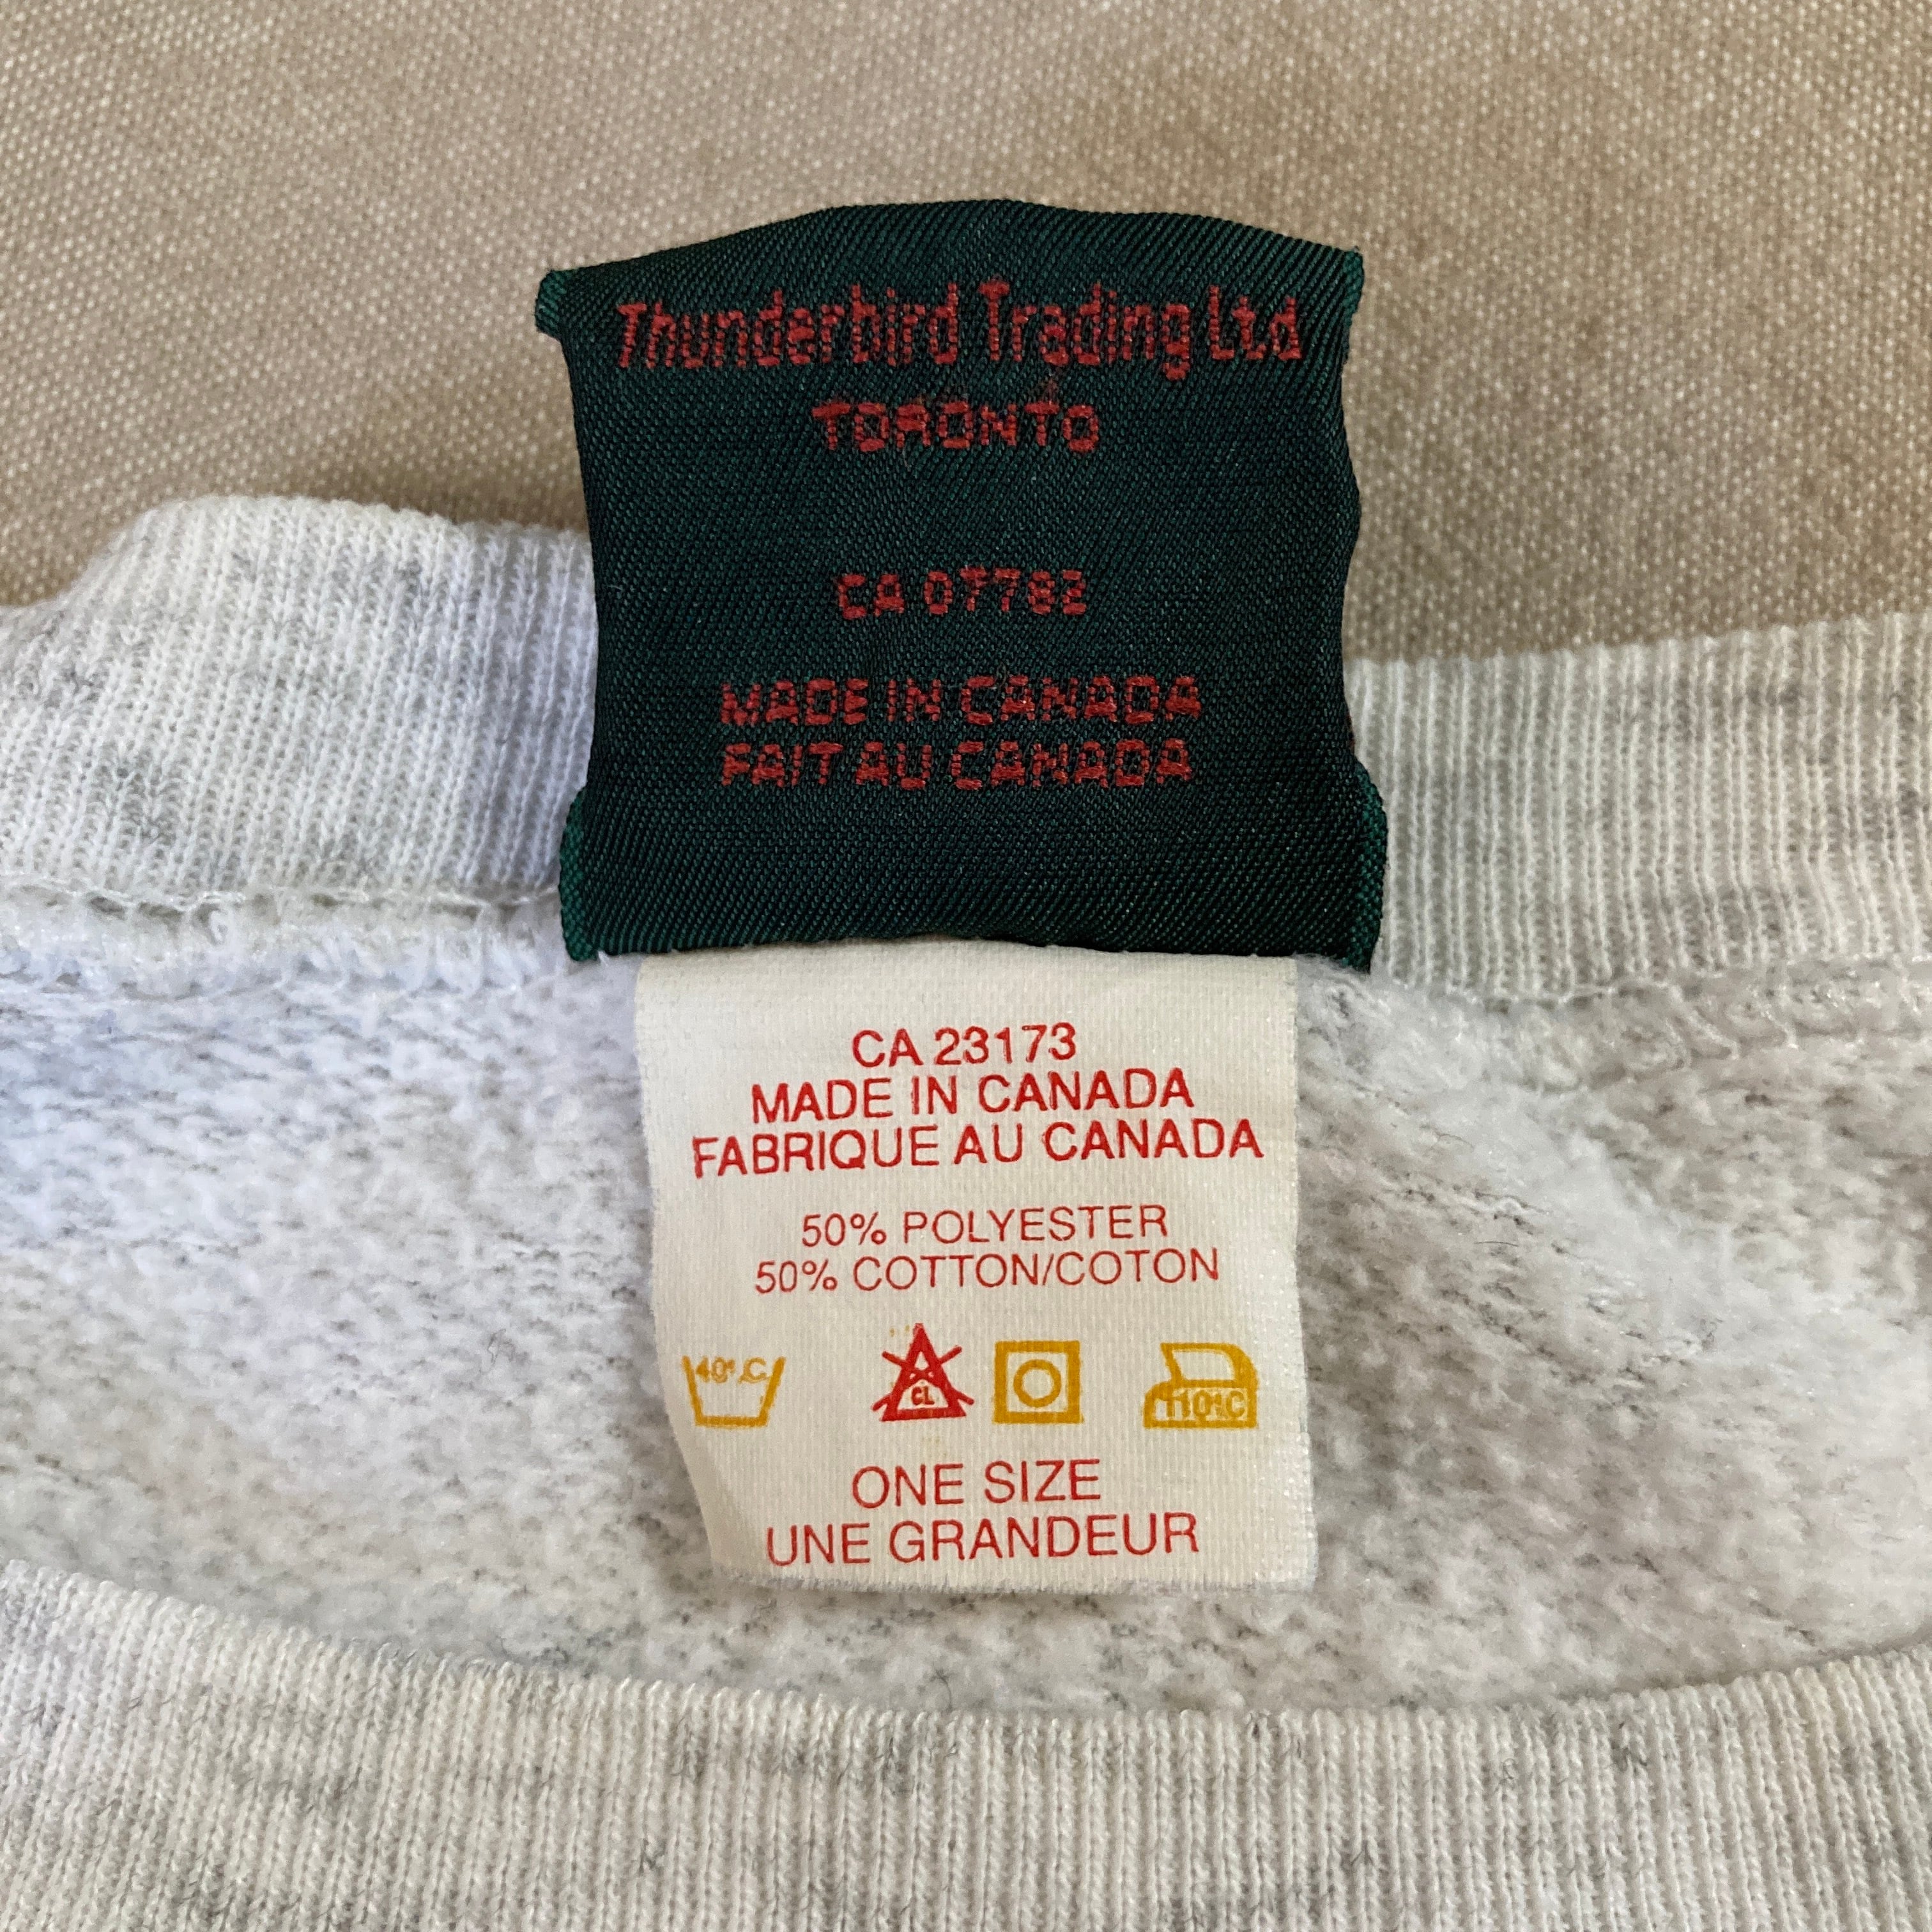 Thunderbird Trading Ltd
TORONTO
CA 07782
MADE IN CANADA
FAIT AU CANADA
CA 23173
MADE IN CANADA
FABRIQUE AU CANADA
50% POLYESTER
50% COTTON/COTON
40° C. CL 110°C
ONE SIZE
UNE GRANDEUR